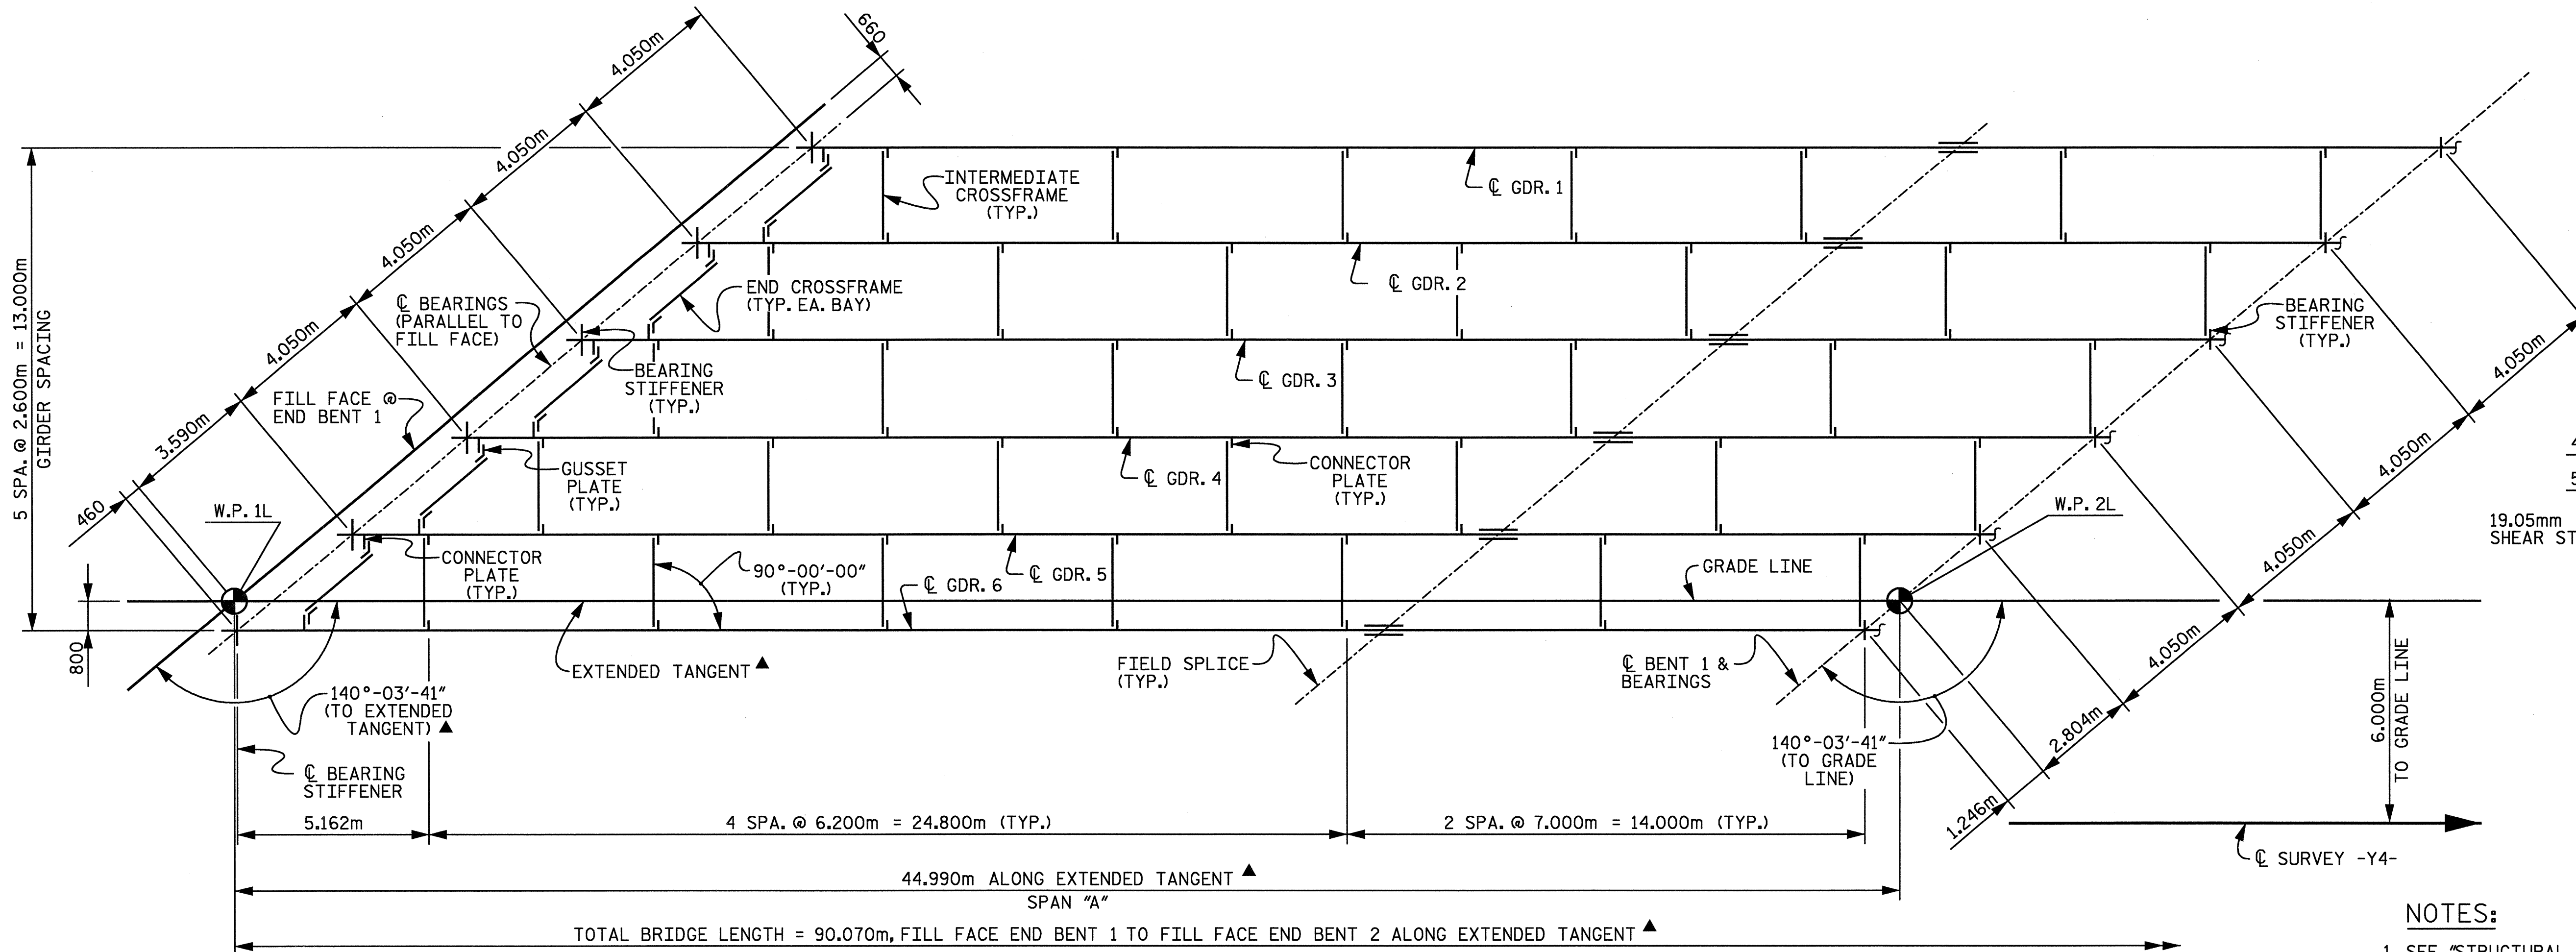 4.050m
660
4.050m
4.050m
4.050m
3.590m
460
5 SPA. @ 2.600m = 13.000m
GIRDER SPACING
800
W.P. 1L
FILL FACE @
END BENT 1
℄ BEARINGS
(PARALLEL TO
FILL FACE)
INTERMEDIATE
CROSSFRAME
(TYP.)
END CROSSFRAME
(TYP. EA. BAY)
BEARING
STIFFENER
(TYP.)
GUSSET
PLATE
(TYP.)
CONNECTOR
PLATE
(TYP.)
90°-00'-00"
(TYP.)
℄ GDR. 1
℄ GDR. 2
℄ GDR. 3
℄ GDR. 4
℄ GDR. 5
℄ GDR. 6
CONNECTOR
PLATE
(TYP.)
BEARING
STIFFENER
(TYP.)
GRADE LINE
W.P. 2L
EXTENDED TANGENT ▲
FIELD SPLICE
(TYP.)
℄ BENT 1 &
BEARINGS
140°-03'-41"
(TO EXTENDED
TANGENT) ▲
℄ BEARING
STIFFENER
140°-03'-41"
(TO GRADE
LINE)
4.050m
4.050m
4.050m
4.050m
2.804m
1.246m
6.000m
TO GRADE LINE
19.05mm
SHEAR ST
℄ SURVEY -Y4-
5.162m
4 SPA. @ 6.200m = 24.800m (TYP.)
2 SPA. @ 7.000m = 14.000m (TYP.)
44.990m ALONG EXTENDED TANGENT ▲
SPAN "A"
TOTAL BRIDGE LENGTH = 90.070m, FILL FACE END BENT 1 TO FILL FACE END BENT 2 ALONG EXTENDED TANGENT ▲
NOTES:
1. SEE "STRUCTURAL